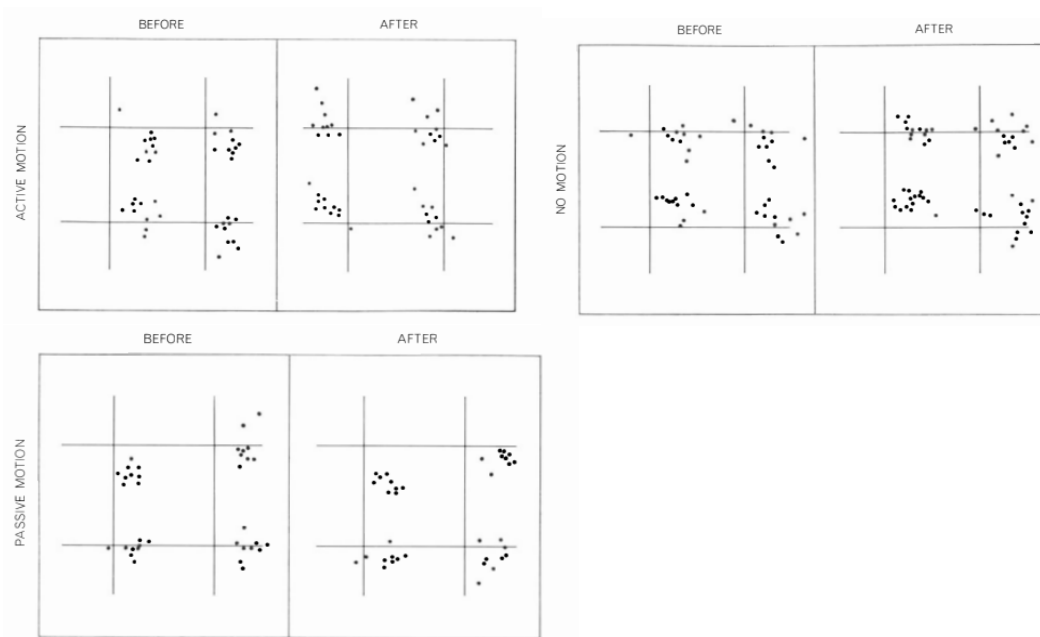 BEFORE AFTER
ACTIVE MOTION
BEFORE AFTER
NO MOTION
BEFORE AFTER
PASSIVE MOTION